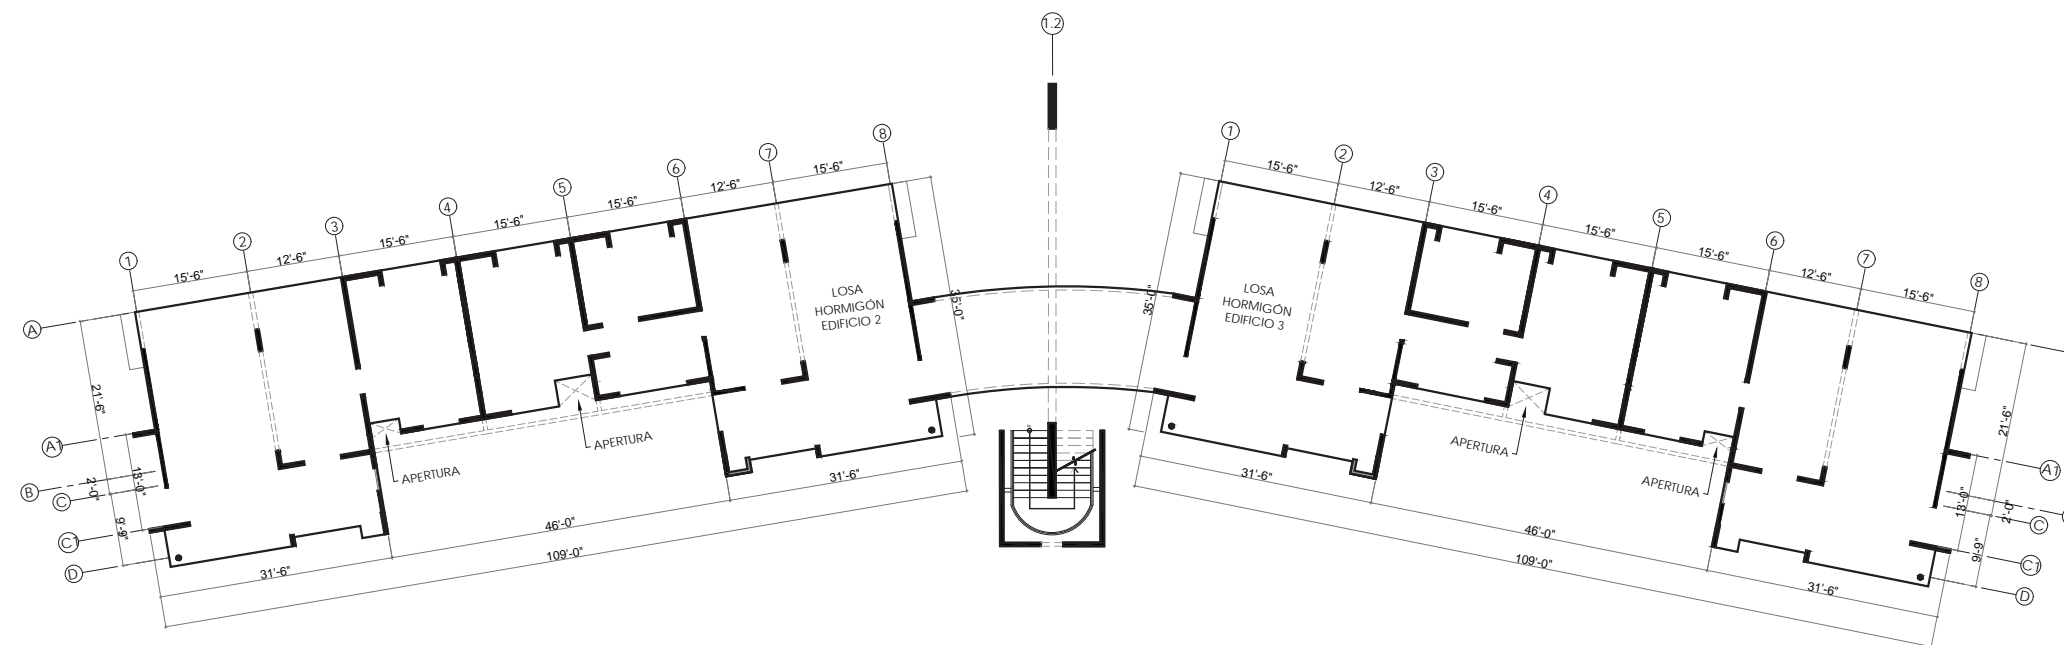 1.2
1
2
3
4
5
6
7
8
15'-6"
12'-6"
15'-6"
15'-6"
15'-6"
12'-6"
15'-6"
A
A1
B
C
C1
D
21'-6"
13'-0"
2'-0"
9'-9"
35'-0"
LOSA
HORMIGÓN
EDIFICIO 2
APERTURA
APERTURA
31'-6"
46'-0"
31'-6"
109'-0"
1
2
3
4
5
6
7
8
15'-6"
12'-6"
15'-6"
15'-6"
15'-6"
12'-6"
15'-6"
35'-0"
LOSA
HORMIGÓN
EDIFICIO 3
APERTURA
APERTURA
21'-6"
13'-0"
2'-0"
9'-9"
A1
C
C1
D
31'-6"
46'-0"
31'-6"
109'-0"